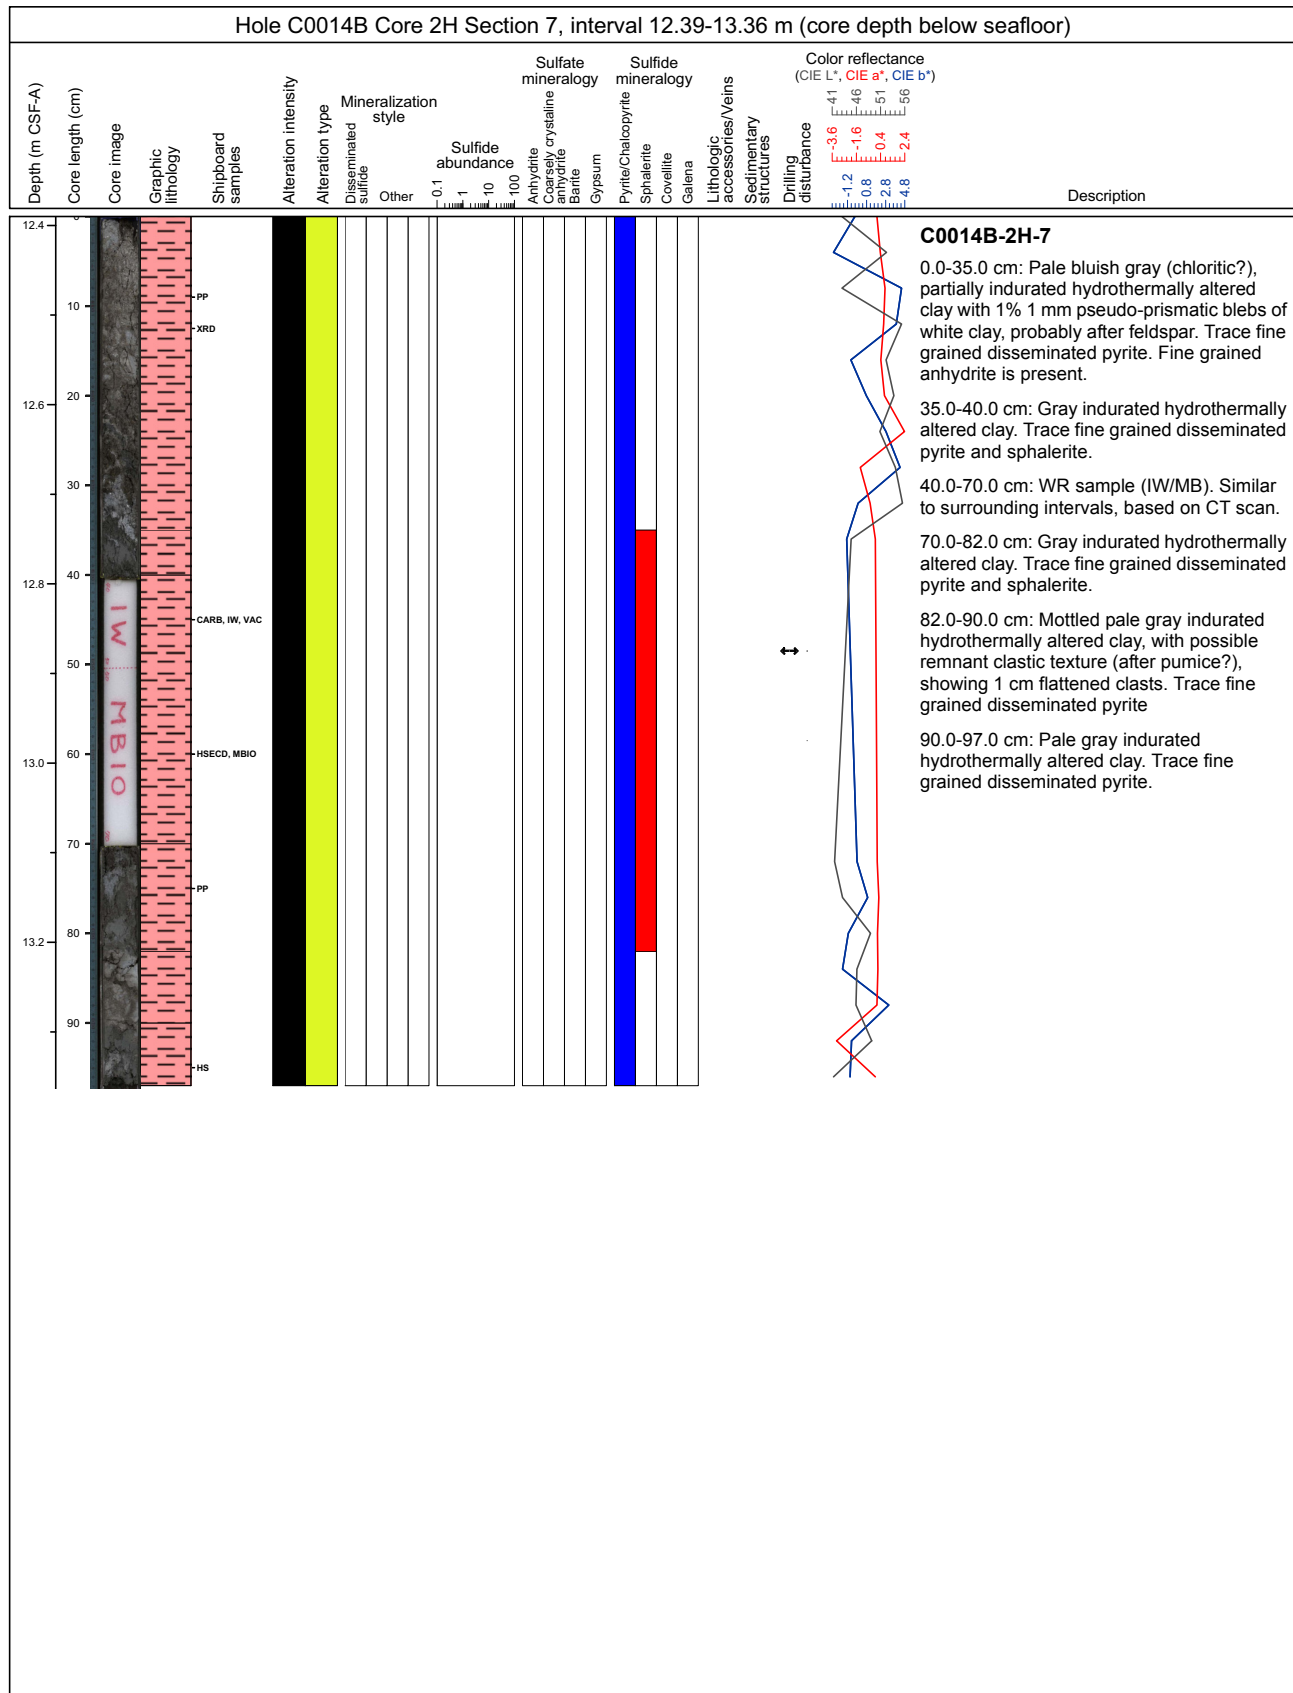 Hole C0014B Core 2H Section 7, interval 12.39-13.36 m (core depth below seafloor)
Depth (m CSF-A)
Core length (cm)
Core image
Graphic
lithology
Shipboard
samples
Alteration intensity
Alteration type
Mineralization
style
Disseminated
sulfide
Other
Sulfide
abundance
0.1
1
10
100
Sulfate
mineralogy
Anhydrite
Coarsely crystaline
anhydrite
Barite
Gypsum
Sulfide
mineralogy
Pyrite/Chalcopyrite
Sphalerite
Covellite
Galena
Lithologic
accessories/Veins
Sedimentary
structures
Drilling
disturbance
Color reflectance
(CIE L*, CIE a*, CIE b*)
41
46
51
56
-3.6
-1.6
0.4
2.4
-1.2
0.8
2.8
4.8
Description
12.4
12.6
12.8
13.0
13.2
0
10
20
30
40
50
60
70
80
90
IW
MBIO
PP
XRD
CARB, IW, VAC
HSECD, MBIO
PP
HS
C0014B-2H-7
0.0-35.0 cm: Pale bluish gray (chloritic?),
partially indurated hydrothermally altered
clay with 1% 1 mm pseudo-prismatic blebs of
white clay, probably after feldspar. Trace fine
grained disseminated pyrite. Fine grained
anhydrite is present.
35.0-40.0 cm: Gray indurated hydrothermally
altered clay. Trace fine grained disseminated
pyrite and sphalerite.
40.0-70.0 cm: WR sample (IW/MB). Similar
to surrounding intervals, based on CT scan.
70.0-82.0 cm: Gray indurated hydrothermally
altered clay. Trace fine grained disseminated
pyrite and sphalerite.
82.0-90.0 cm: Mottled pale gray indurated
hydrothermally altered clay, with possible
remnant clastic texture (after pumice?),
showing 1 cm flattened clasts. Trace fine
grained disseminated pyrite
90.0-97.0 cm: Pale gray indurated
hydrothermally altered clay. Trace fine
grained disseminated pyrite.